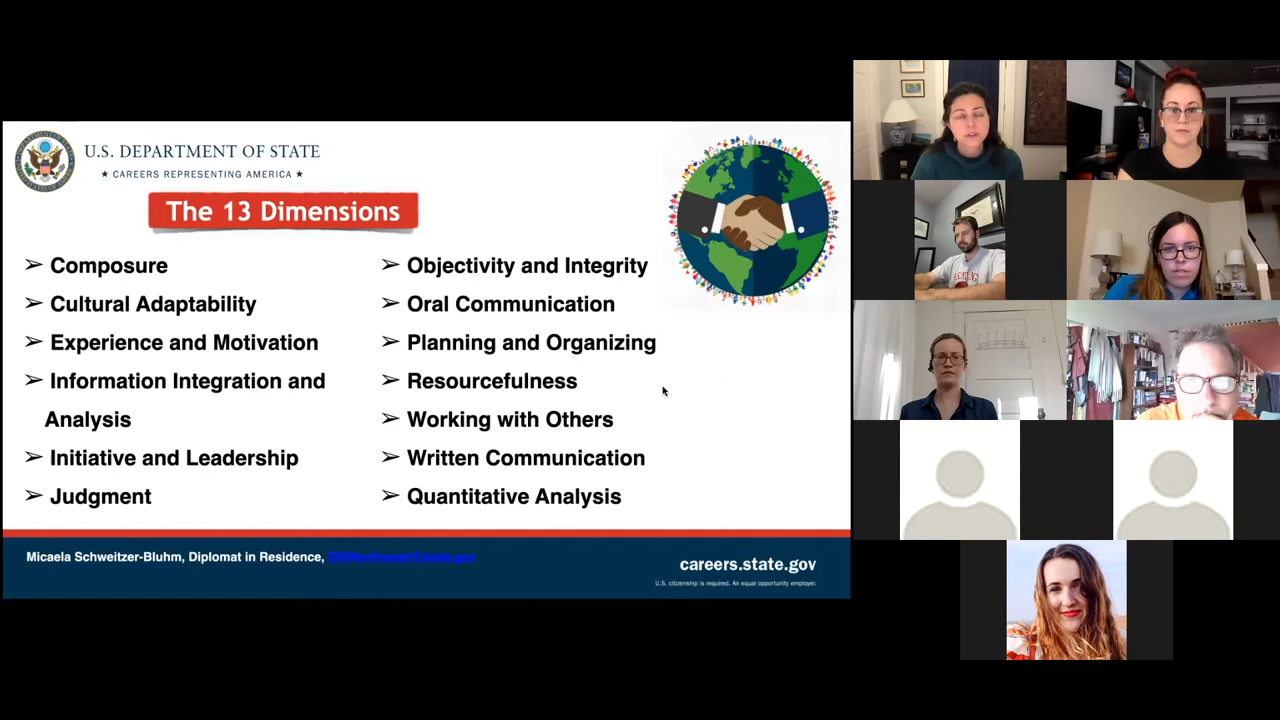 U.S. DEPARTMENT OF STATE
★ CAREERS REPRESENTING AMERICA ★
The 13 Dimensions
➢ Composure
➢ Cultural Adaptability
➢ Experience and Motivation
➢ Information Integration and
Analysis
➢ Initiative and Leadership
➢ Judgment
➢ Objectivity and Integrity
➢ Oral Communication
➢ Planning and Organizing
➢ Resourcefulness
➢ Working with Others
➢ Written Communication
➢ Quantitative Analysis
Micaela Schweitzer-Bluhm, Diplomat in Residence,
careers.state.gov
U.S. citizenship is required. An equal opportunity employer.